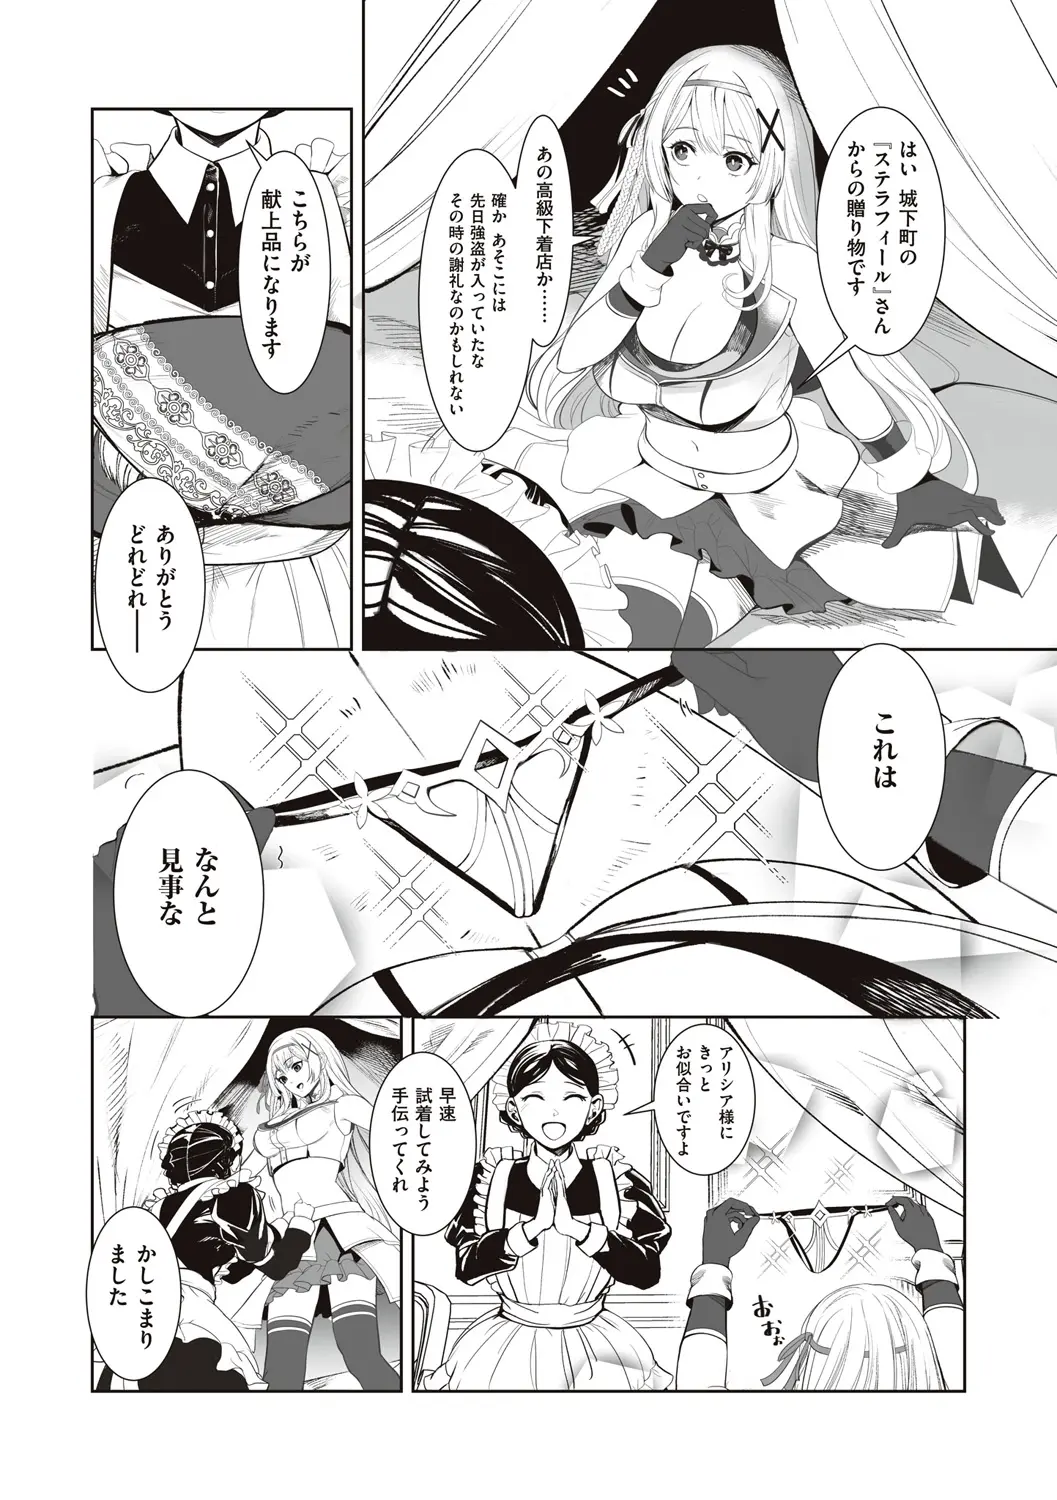 はい 城下町の
『ステラフィール』さん
からの贈り物です
あの高級下着店か……
確か あそこには
先日強盗が入っていたな
その時の謝礼なのかもしれない
こちらが
献上品になります
ありがとう
どれどれ――
これは
なんと
見事な
アリシア様に
きっと
お似合いですよ
おおぉ
早速
試着してみよう
手伝ってくれ
かしこまり
ました